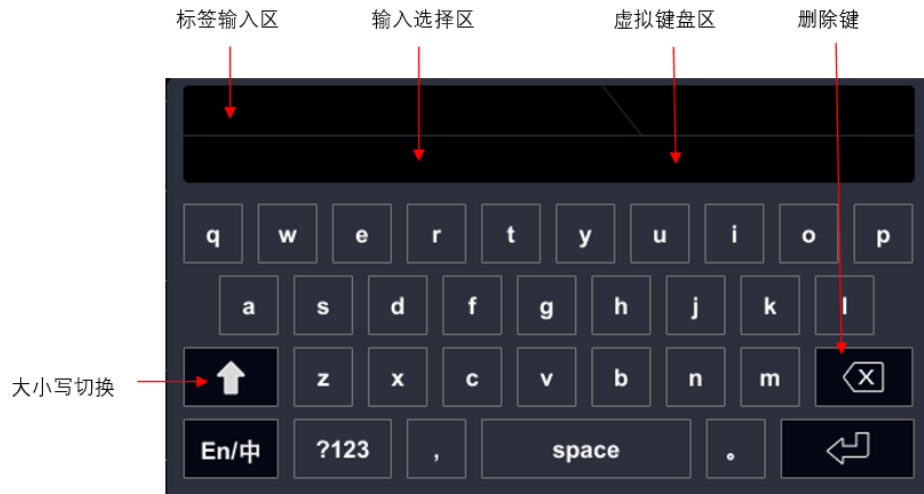 标签输入区 输入选择区 虚拟键盘区 删除键
q w e r t y u i o p
a s d f g h j k l
大小写切换 z x c v b n m
En/中 ?123 , space 。